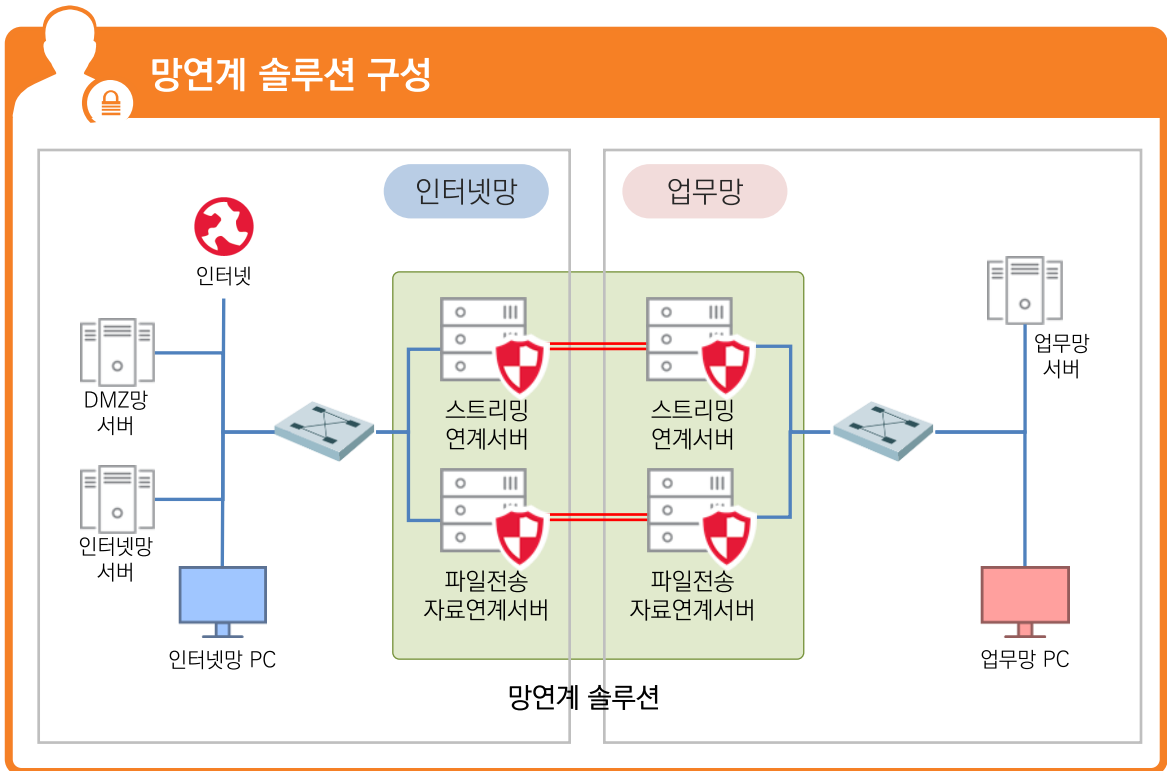 망연계 솔루션 구성
인터넷망
업무망
인터넷
DMZ망
서버
인터넷망
서버
인터넷망 PC
스트리밍
연계서버
파일전송
자료연계서버
스트리밍
연계서버
파일전송
자료연계서버
업무망
서버
업무망 PC
망연계 솔루션